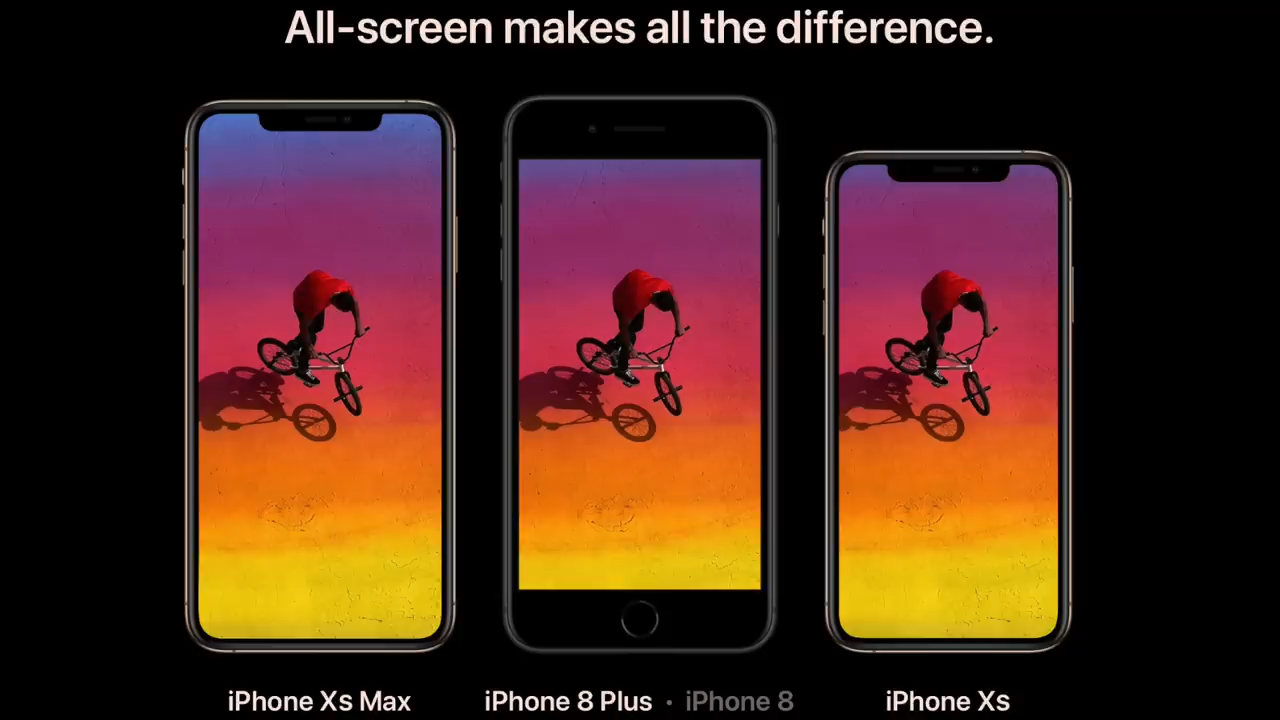 All-screen makes all the difference.
iPhone Xs Max
iPhone 8 Plus · iPhone 8
iPhone Xs